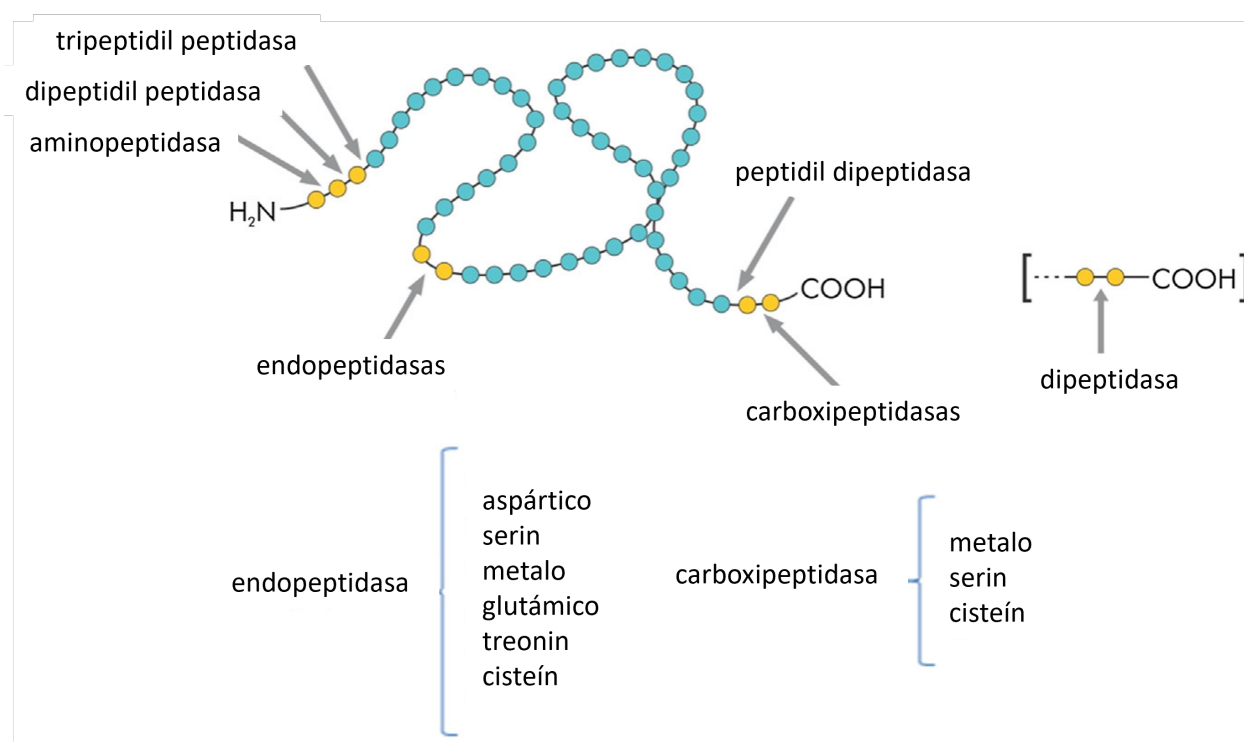 tripeptidil peptidasa
dipeptidil peptidasa
aminopeptidasa
H₂N
peptidil dipeptidasa
COOH
[ ---- COOH ]
endopeptidasas
dipeptidasa
carboxipeptidasas
endopeptidasa
aspártico
serin
metalo
glutámico
treonin
cisteín
carboxipeptidasa
metalo
serin
cisteín